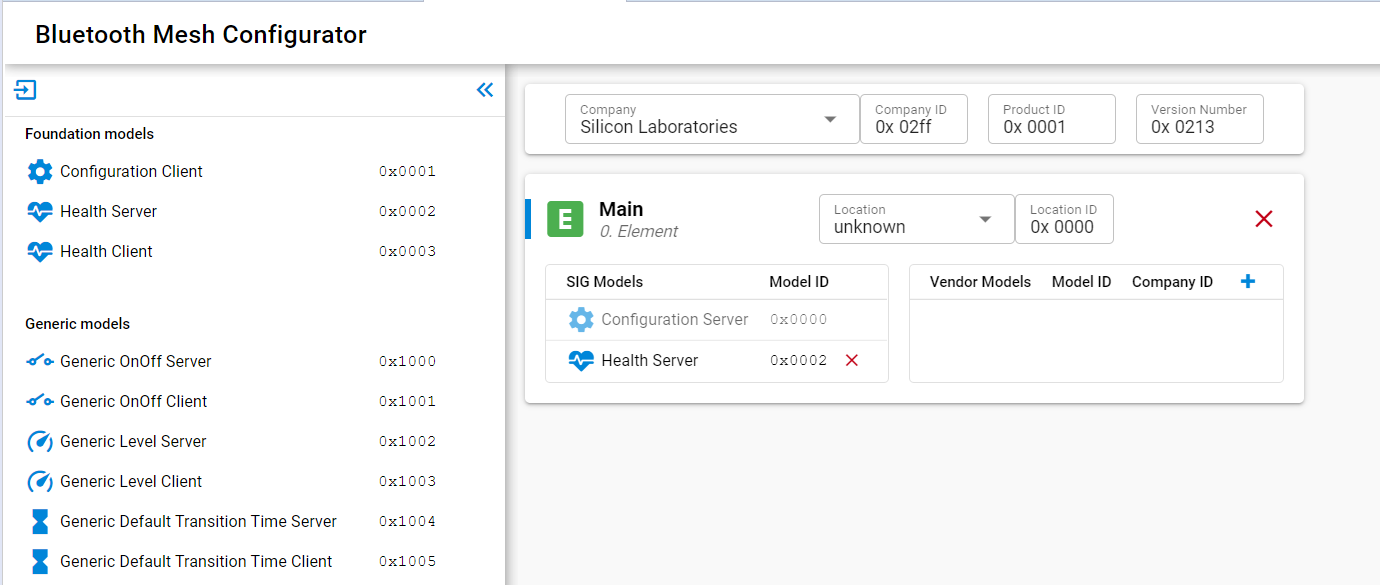 Bluetooth Mesh Configurator
Foundation models
Configuration Client 0x0001
Health Server 0x0002
Health Client 0x0003
Generic models
Generic OnOff Server 0x1000
Generic OnOff Client 0x1001
Generic Level Server 0x1002
Generic Level Client 0x1003
Generic Default Transition Time Server 0x1004
Generic Default Transition Time Client 0x1005
Company Company ID Product ID Version Number
Silicon Laboratories 0x 02ff 0x 0001 0x 0213
E
Main
0. Element
Location Location ID
unknown 0x 0000
SIG Models Model ID
Configuration Server 0x0000
Health Server 0x0002
Vendor Models Model ID Company ID